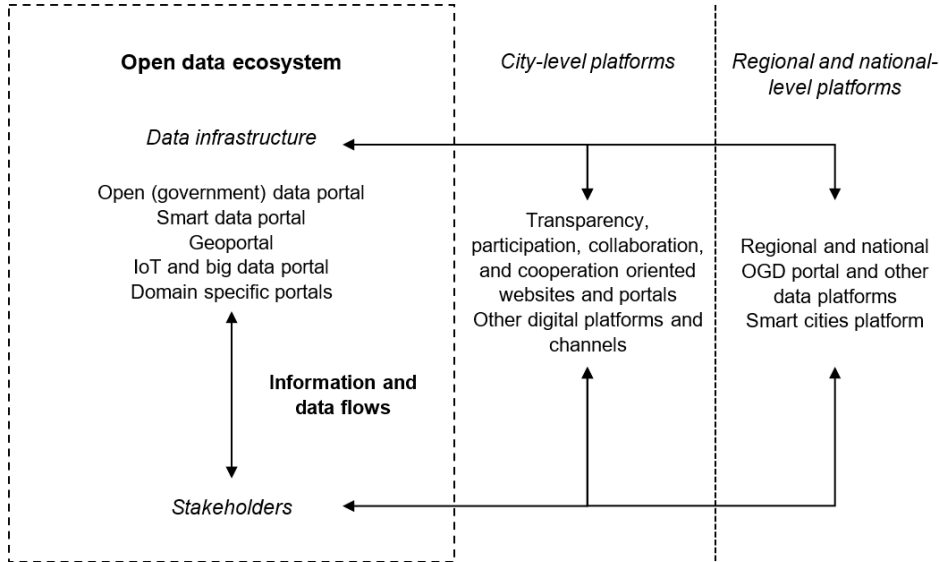 Open data ecosystem
City-level platforms
Regional and national-
level platforms
Data infrastructure
Open (government) data portal
Smart data portal
Geoportal
IoT and big data portal
Domain specific portals
Transparency,
participation, collaboration,
and cooperation oriented
websites and portals
Other digital platforms and
channels
Regional and national
OGD portal and other
data platforms
Smart cities platform
Information and
data flows
Stakeholders